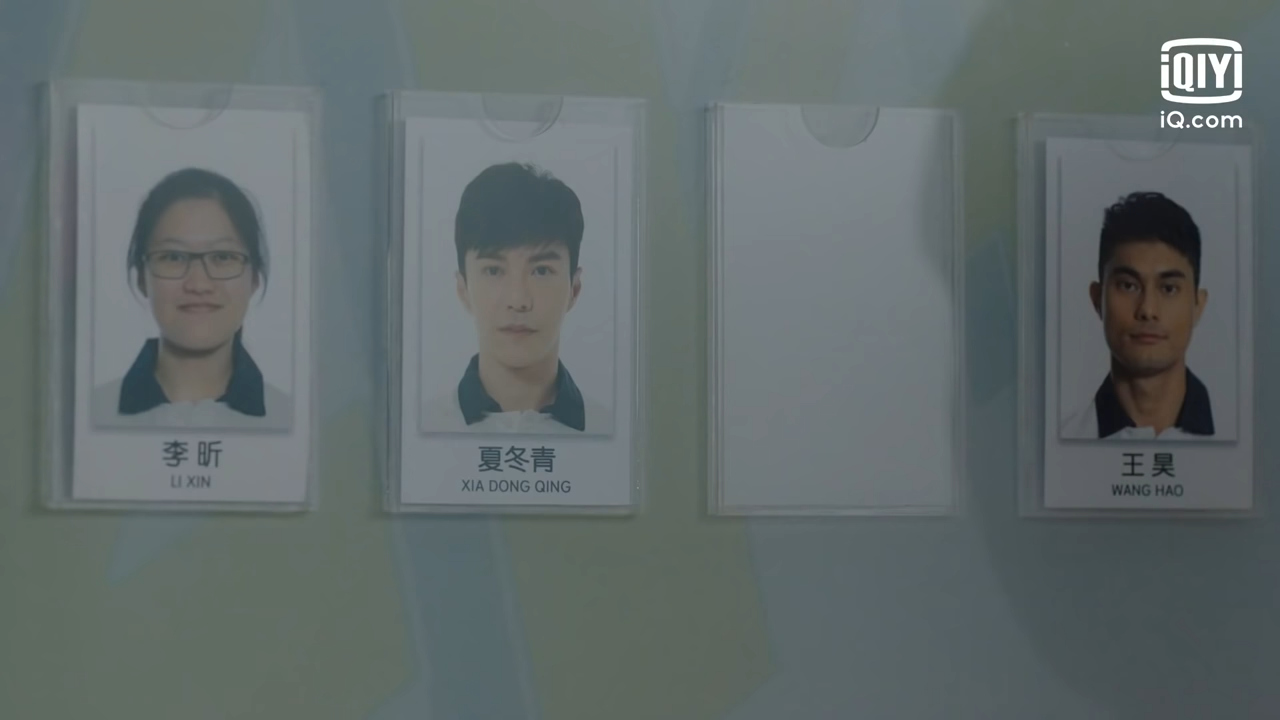 iQIYI
iQ.com
李昕
LI XIN
夏冬青
XIA DONG QING
王昊
WANG HAO